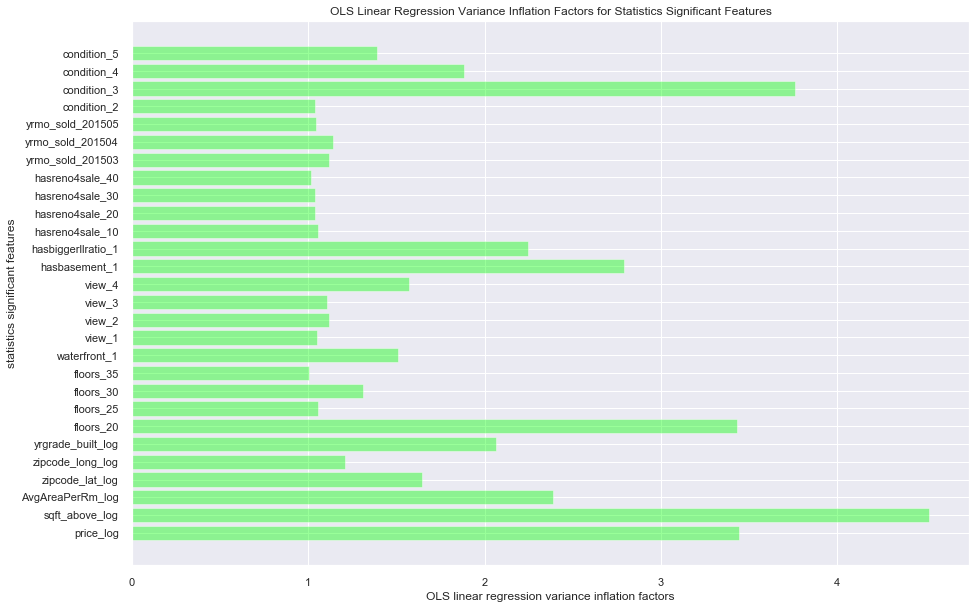 OLS Linear Regression Variance Inflation Factors for Statistics Significant Features
condition_5
condition_4
condition_3
condition_2
yrmo_sold_201505
yrmo_sold_201504
yrmo_sold_201503
hasreno4sale_40
hasreno4sale_30
hasreno4sale_20
hasreno4sale_10
hasbiggerllratio_1
hasbasement_1
view_4
view_3
view_2
view_1
waterfront_1
floors_35
floors_30
floors_25
floors_20
yrgrade_built_log
zipcode_long_log
zipcode_lat_log
AvgAreaPerRm_log
sqft_above_log
price_log
statistics significant features
0 1 2 3 4
OLS linear regression variance inflation factors